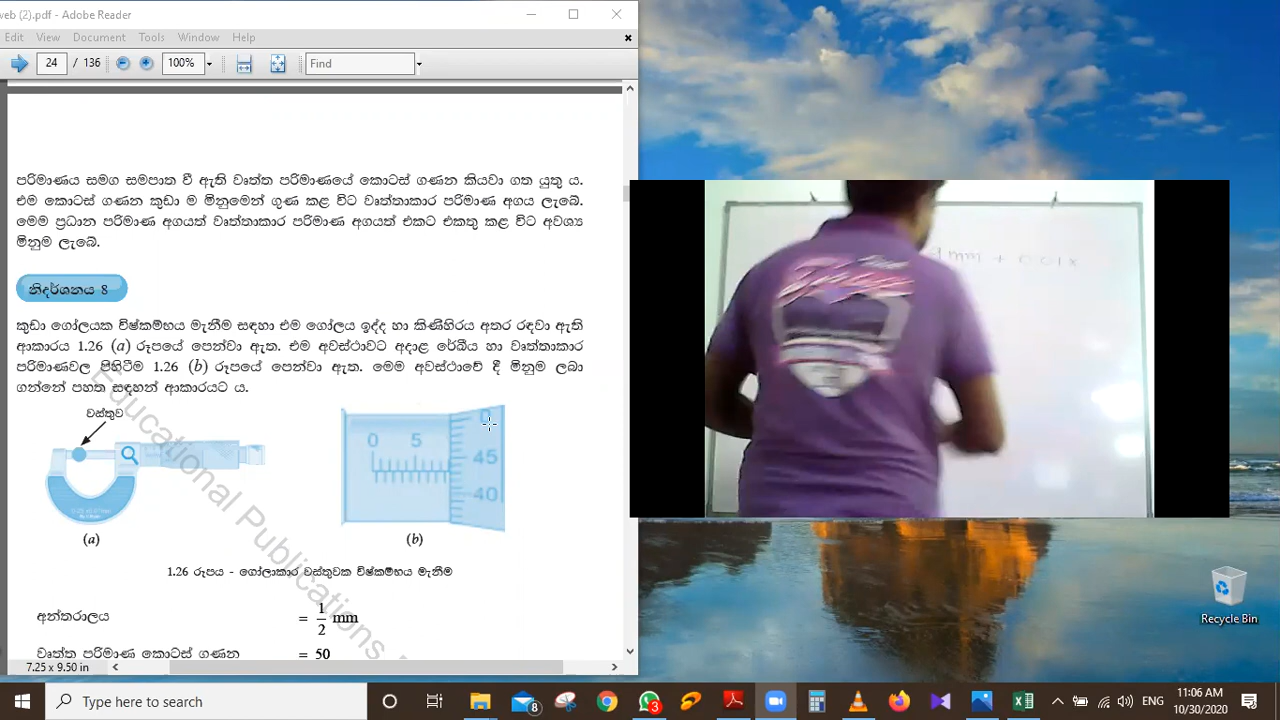 veb (2).pdf - Adobe Reader
Edit View Document Tools Window Help
24 / 136 100% Find
පරිමාණය සමග සමපාත වී ඇති වෘත්ත පරිමාණයේ කොටස් ගණන කියවා ගත යුතු ය.
එම කොටස් ගණන කුඩා ම මිනුමෙන් ගුණ කළ විට වෘත්තාකාර පරිමාණ අගය ලැබේ.
මෙම ප්‍රධාන පරිමාණ අගයත් වෘත්තාකාර පරිමාණ අගයත් එකට එකතු කළ විට අවශ්‍ය
මිනුම ලැබේ.
නිදර්ශනය 8
කුඩා ගෝලයක විෂ්කම්භය මැනීම සඳහා එම ගෝලය ඉද්ද හා කිණිහිරය අතර රඳවා ඇති
ආකාරය 1.26 (a) රූපයේ පෙන්වා ඇත. එම අවස්ථාවට අදාළ රේඛීය හා වෘත්තාකාර
පරිමාණවල පිහිටීම 1.26 (b) රූපයේ පෙන්වා ඇත. මෙම අවස්ථාවේ දී මිනුම ලබා
ගන්නේ පහත සඳහන් ආකාරයට ය.
වස්තුව
0 5
45
40
(a) (b)
1.26 රූපය - ගෝලාකාර වස්තුවක විෂ්කම්භය මැනීම
අන්තරාලය = 1/2 mm
වෘත්ත පරිමාණ කොටස් ගණන = 50
7.25 x 9.50 in
Educational Publications
mm + 0.01 x
Recycle Bin
Type here to search
8
3
ENG
11:06 AM
10/30/2020